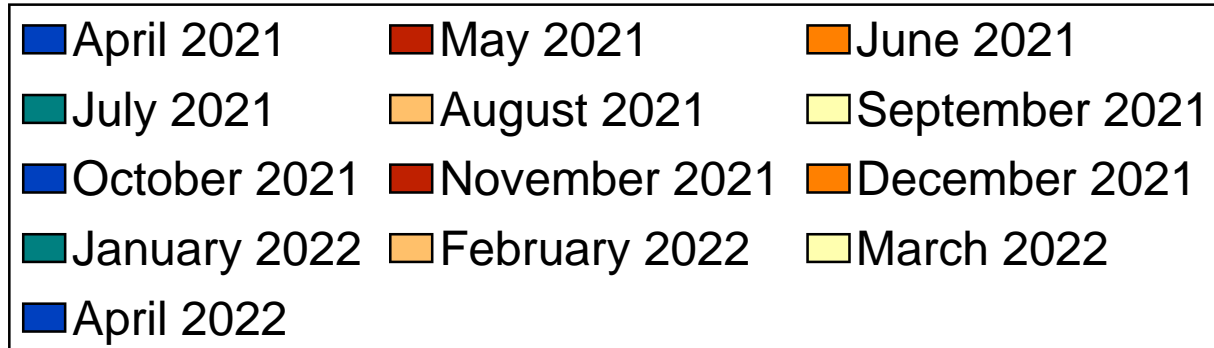 April 2021 May 2021 June 2021
July 2021 August 2021 September 2021
October 2021 November 2021 December 2021
January 2022 February 2022 March 2022
April 2022